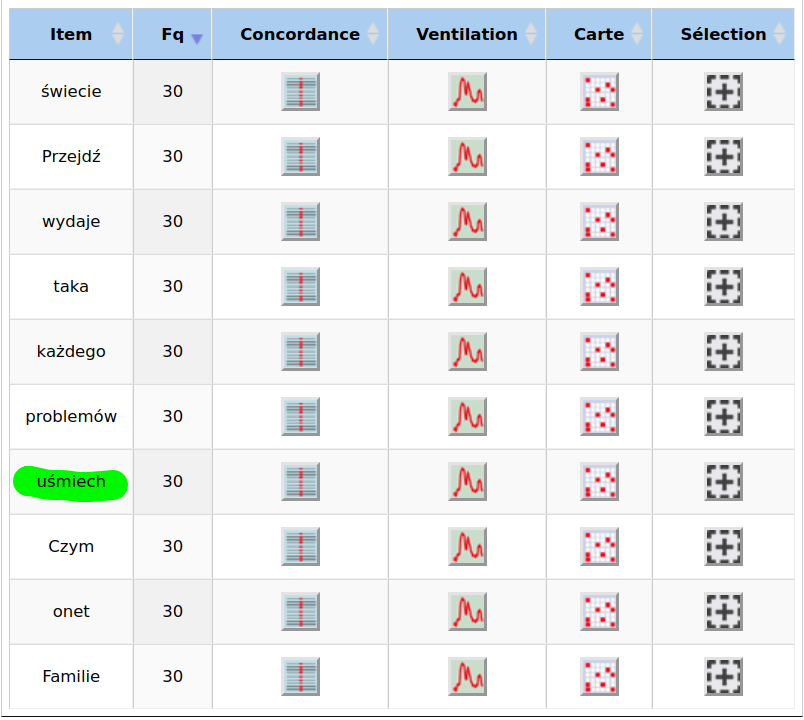 Item Fq Concordance Ventilation Carte Sélection
świecie 30
Przejdź 30
wydaje 30
taka 30
każdego 30
problemów 30
uśmiech 30
Czym 30
onet 30
Familie 30